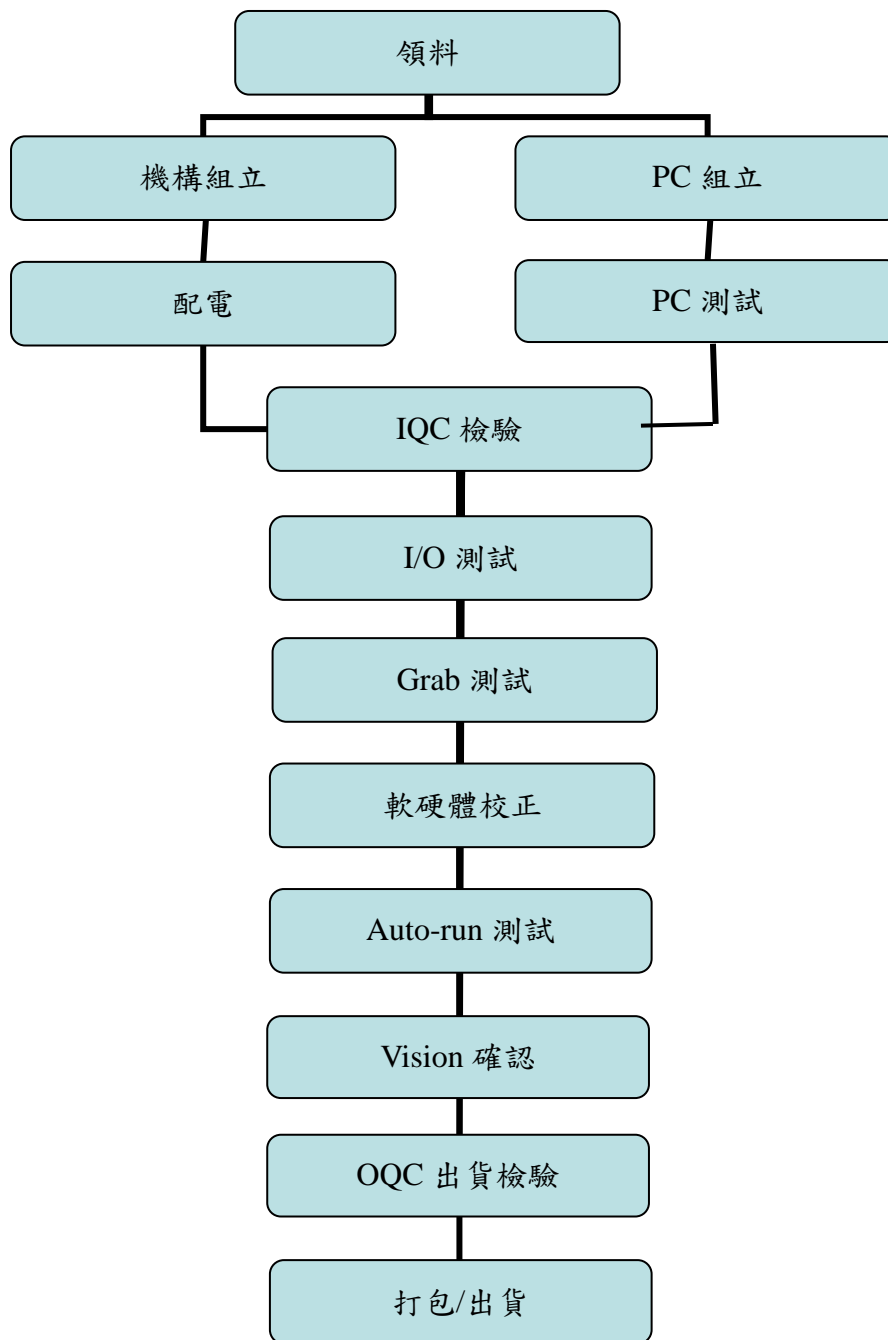 領料
機構組立
PC 組立
配電
PC 測試
IQC 檢驗
I/O 測試
Grab 測試
軟硬體校正
Auto-run 測試
Vision 確認
OQC 出貨檢驗
打包/出貨